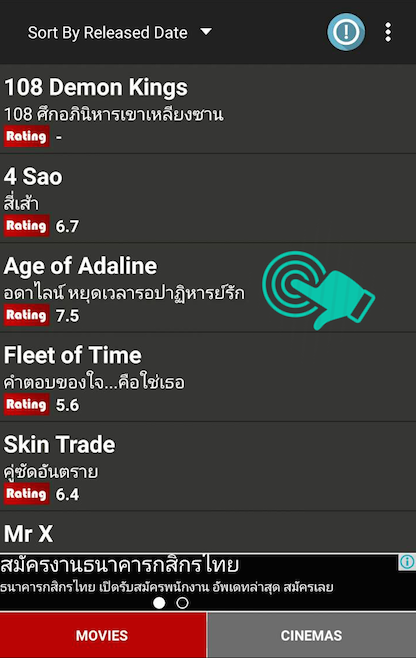 Sort By Released Date
108 Demon Kings
108 ศึกอภินิหารเขาเหลียงซาน
Rating -
4 Sao
สี่เส้า
Rating 6.7
Age of Adaline
อดาไลน์ หยุดเวลารอปาฏิหารย์รัก
Rating 7.5
Fleet of Time
คำตอบของใจ...คือใช่เธอ
Rating 5.6
Skin Trade
คู่ซัดอันตราย
Rating 6.4
Mr X
สมัครงานธนาคารกสิกรไทย
ธนาคารกสิกรไทย เปิดรับสมัครพนักงาน อัพเดทล่าสุด สมัครเลย
MOVIES
CINEMAS